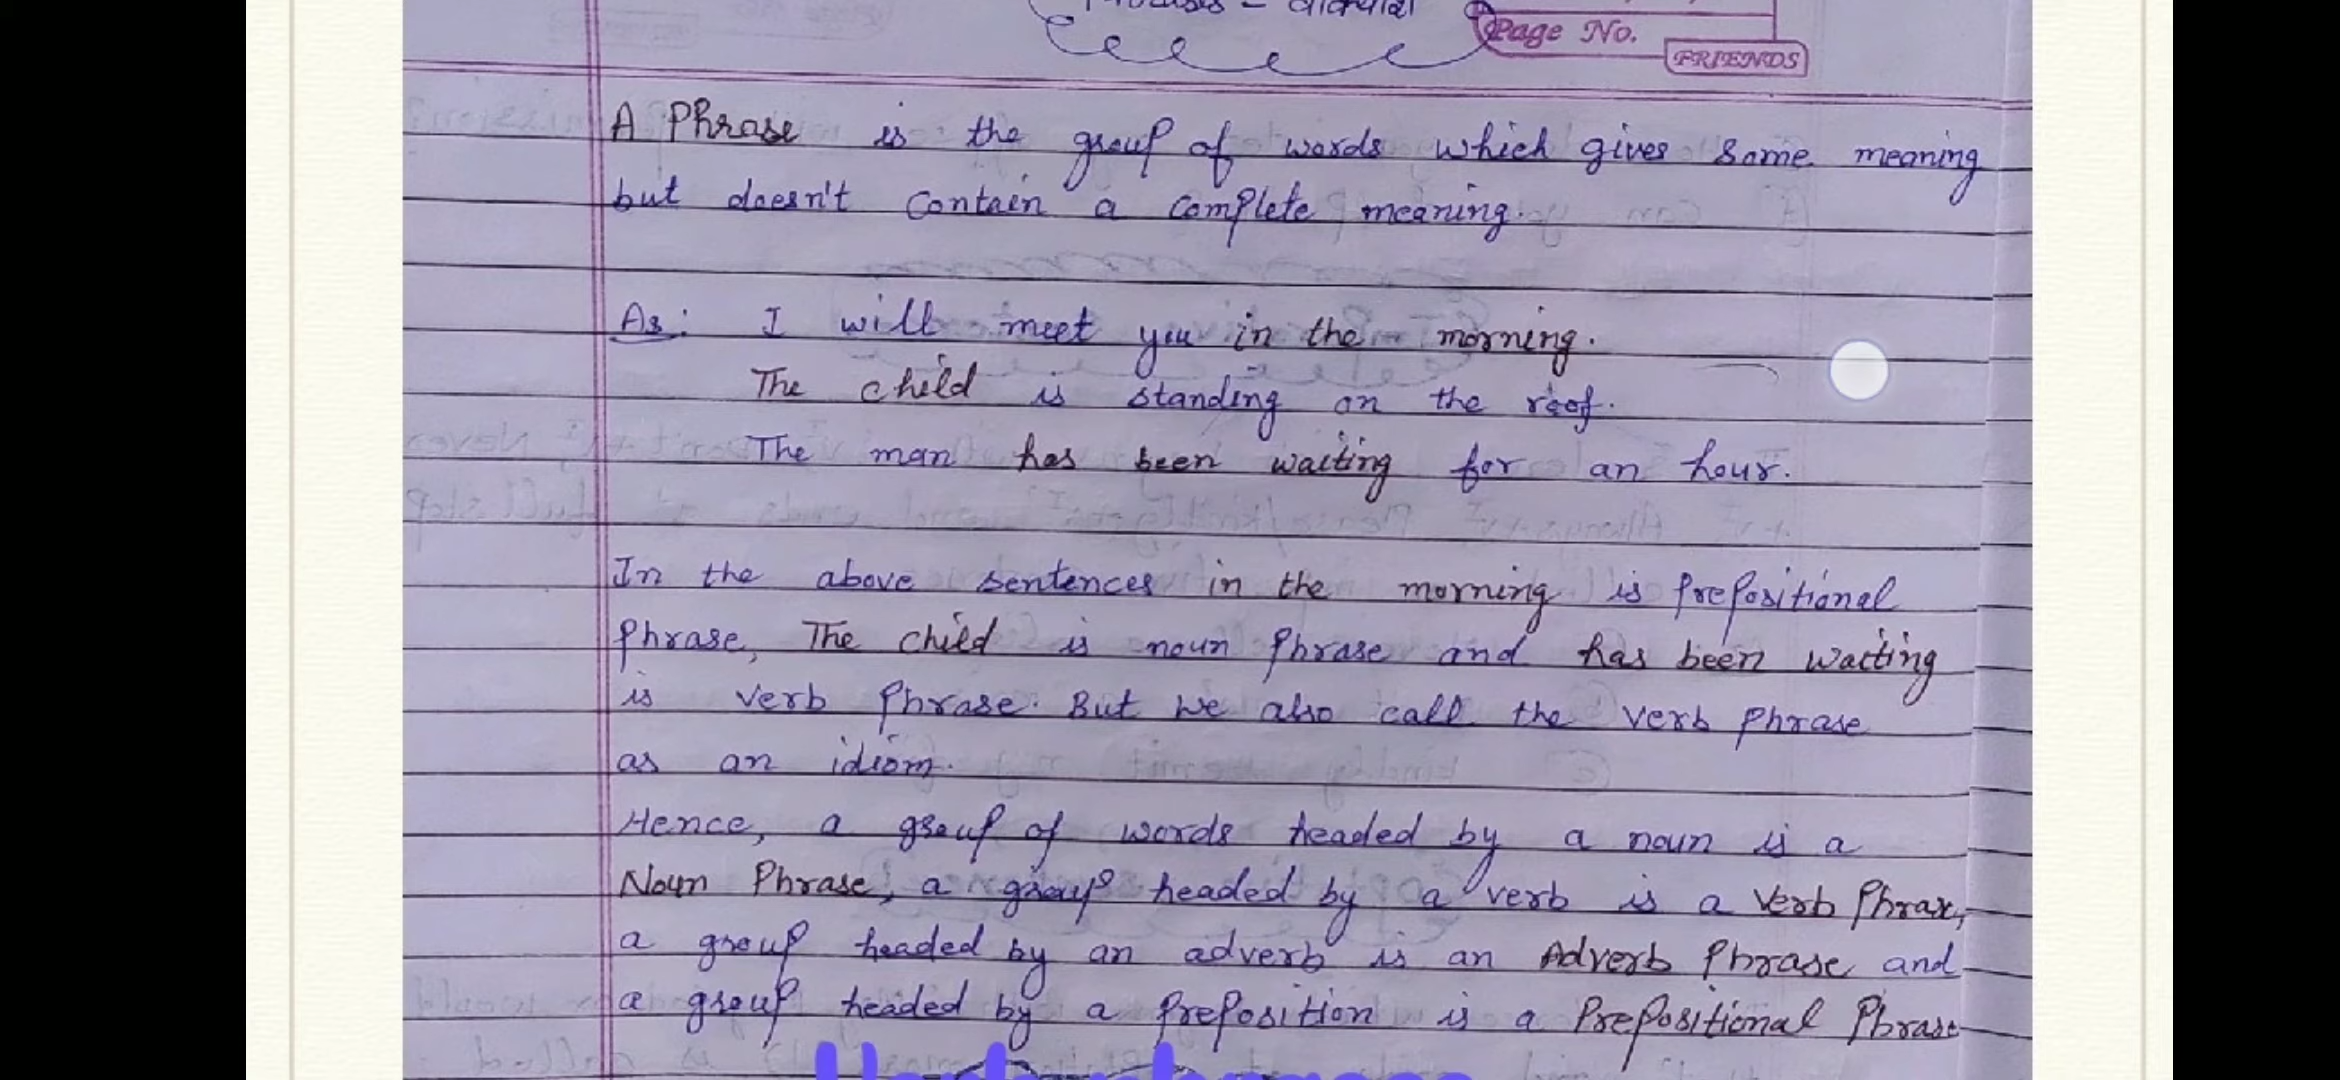 Phrases - वाक्यांश
Page No.
FRIENDS
A Phrase is the group of words which gives some meaning
but doesn't contain a complete meaning.
As: I will meet you in the morning.
The child is standing on the roof.
The man has been waiting for an hour.
In the above sentences in the morning is prepositional
phrase, The child is noun phrase and has been waiting
is verb phrase. But we also call the verb phrase
as an idiom.
Hence, a group of words headed by a noun is a
Noun Phrase, a group headed by a verb is a Verb Phrase,
a group headed by an adverb is an Adverb Phrase and
a group headed by a preposition is a Prepositional Phrase